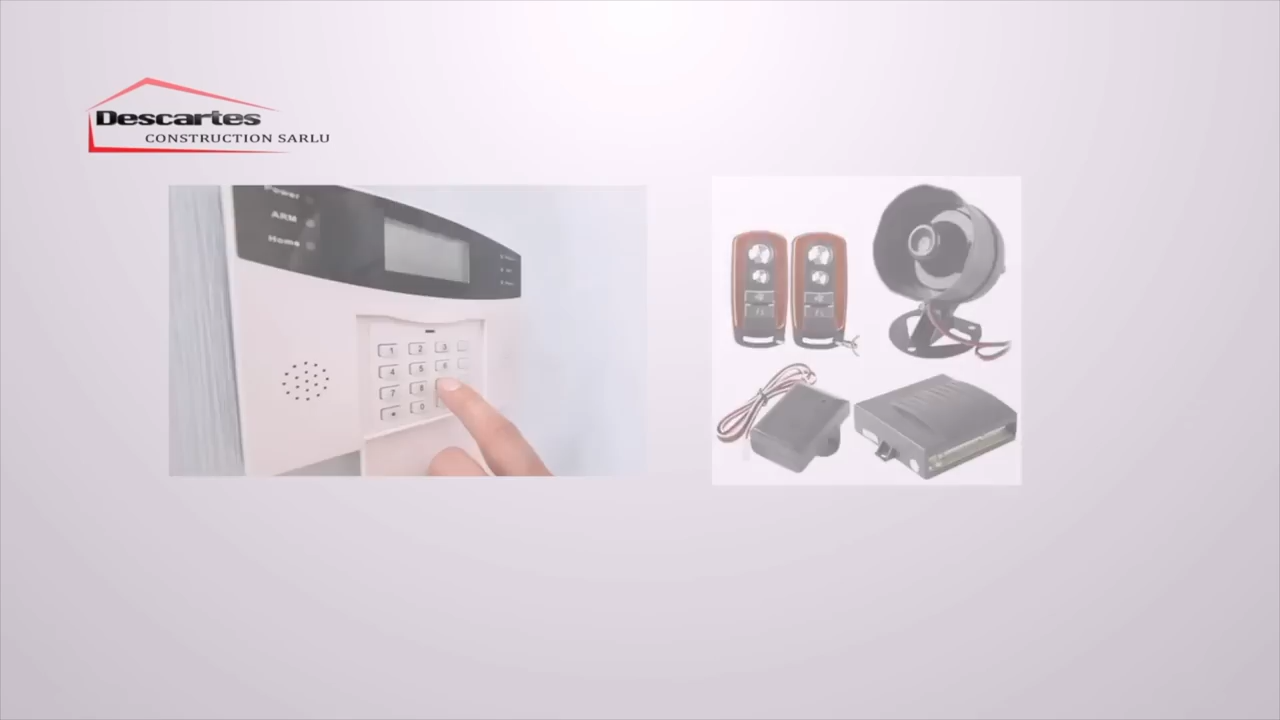 Descartes
CONSTRUCTION SARLU
Power
ARM
Home
1 2 3
4 5 6
7 8
* 0